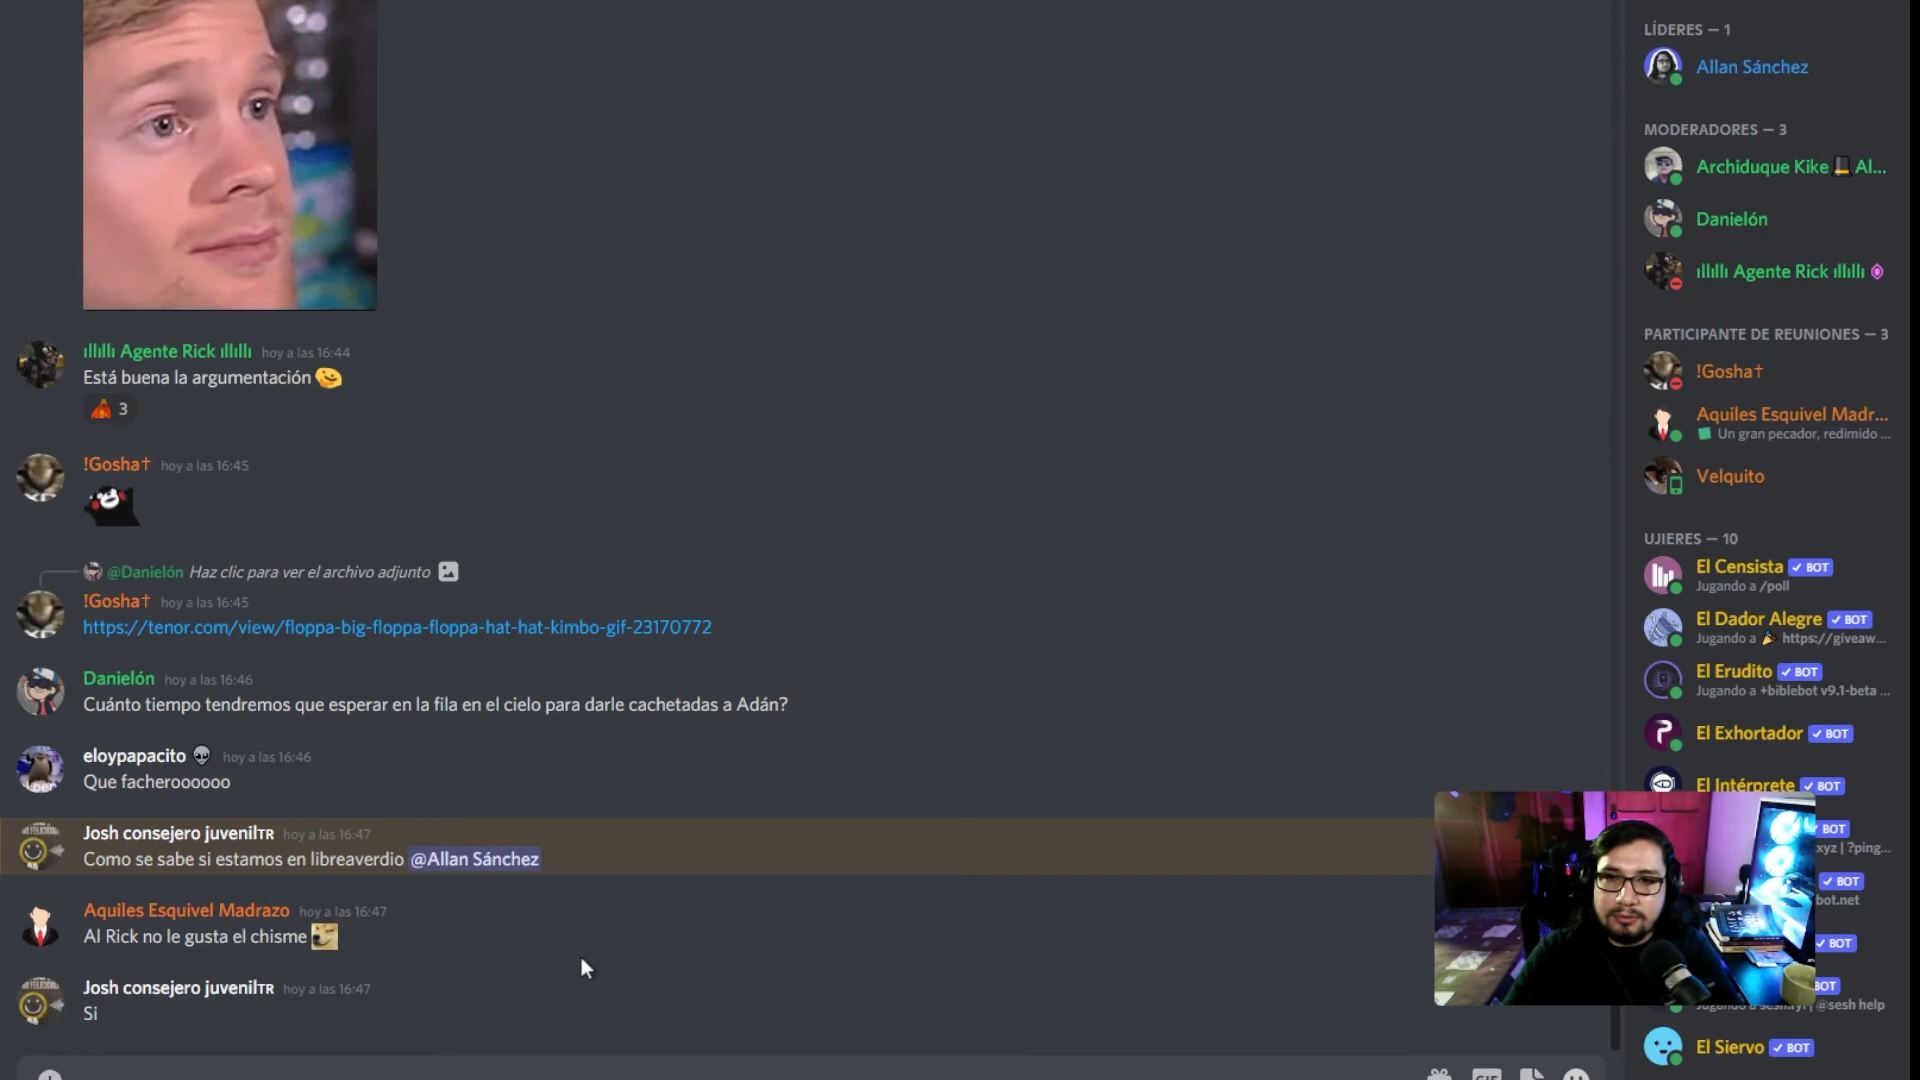 ıllıllı Agente Rick ıllıllı hoy a las 16:44
Está buena la argumentación
3
!Gosha† hoy a las 16:45
@Danielón Haz clic para ver el archivo adjunto
!Gosha† hoy a las 16:45
https://tenor.com/view/floppa-big-floppa-floppa-hat-hat-kimbo-gif-23170772
Danielón hoy a las 16:46
Cuánto tiempo tendremos que esperar en la fila en el cielo para darle cachetadas a Adán?
eloypapacito 👽 hoy a las 16:46
Que facheroooooo
Josh consejero juvenilTR hoy a las 16:47
Como se sabe si estamos en libreaverdio @Allan Sánchez
Aquiles Esquivel Madrazo hoy a las 16:47
Al Rick no le gusta el chisme
Josh consejero juvenilTR hoy a las 16:47
Si
GIF
LÍDERES — 1
Allan Sánchez
MODERADORES — 3
Archiduque Kike Al...
Danielón
ıllıllı Agente Rick ıllıllı
PARTICIPANTE DE REUNIONES — 3
!Gosha†
Aquiles Esquivel Madr...
Un gran pecador, redimido ...
Velquito
UJIERES — 10
El Censista ✓ BOT
Jugando a /poll
El Dador Alegre ✓ BOT
Jugando a 🎉 https://giveaw...
El Erudito ✓ BOT
Jugando a +biblebot v9.1-beta ...
El Exhortador ✓ BOT
El Intérprete ✓ BOT
BOT
.xyz | ?ping...
✓ BOT
bot.net
✓ BOT
BOT
| @sesh help
El Siervo ✓ BOT